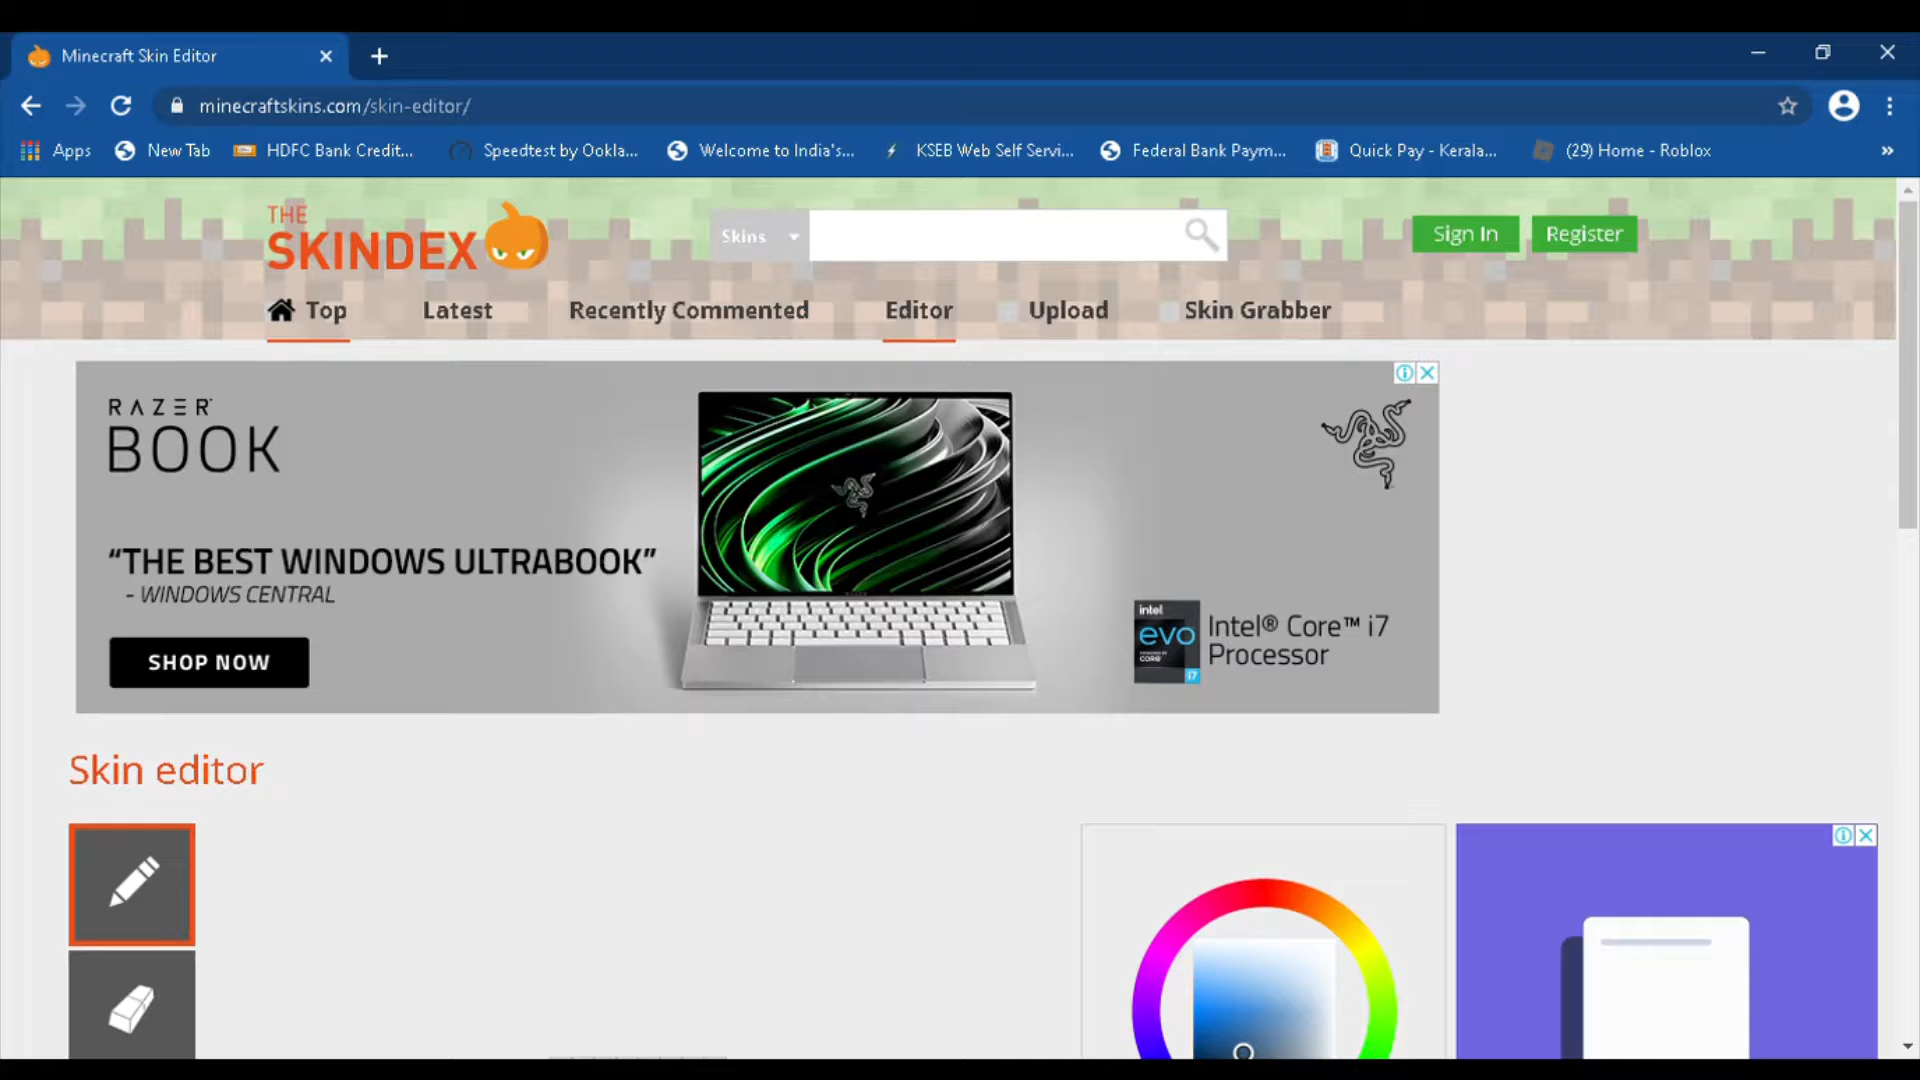 Minecraft Skin Editor
minecraftskins.com/skin-editor/
Apps New Tab HDFC Bank Credit... Speedtest by Ookla... Welcome to India's... KSEB Web Self Servi... Federal Bank Paym... Quick Pay - Kerala... (29) Home - Roblox »
THE
SKINDEX
Skins
Sign In Register
Top Latest Recently Commented Editor Upload Skin Grabber
RAZER
BOOK
“THE BEST WINDOWS ULTRABOOK”
- WINDOWS CENTRAL
SHOP NOW
intel
evo
CORE
i7
Intel® Core™ i7
Processor
Skin editor